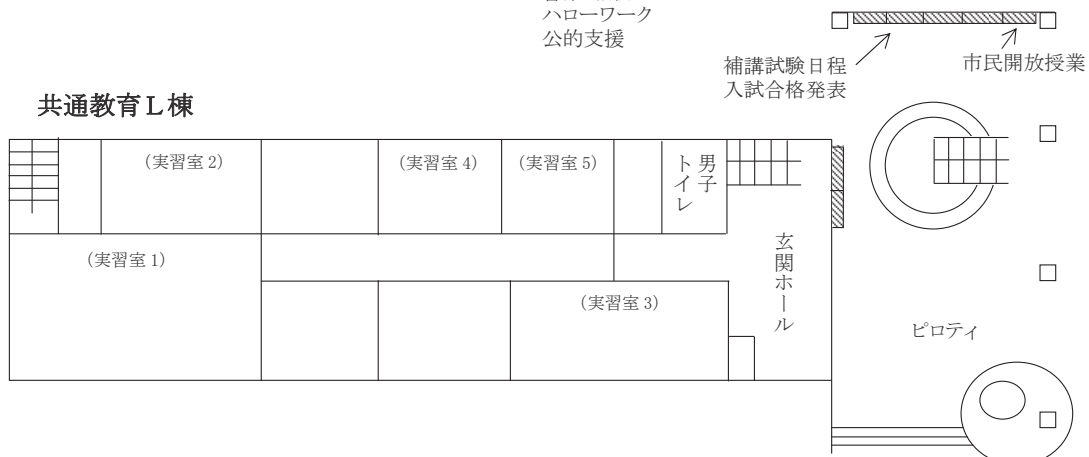 ハローワーク
公的支援
補講試験日程
入試合格発表
市民開放授業
共通教育L棟
(実習室2)
(実習室4)
(実習室5)
男子
トイレ
(実習室1)
玄関ホール
(実習室3)
ピロティ